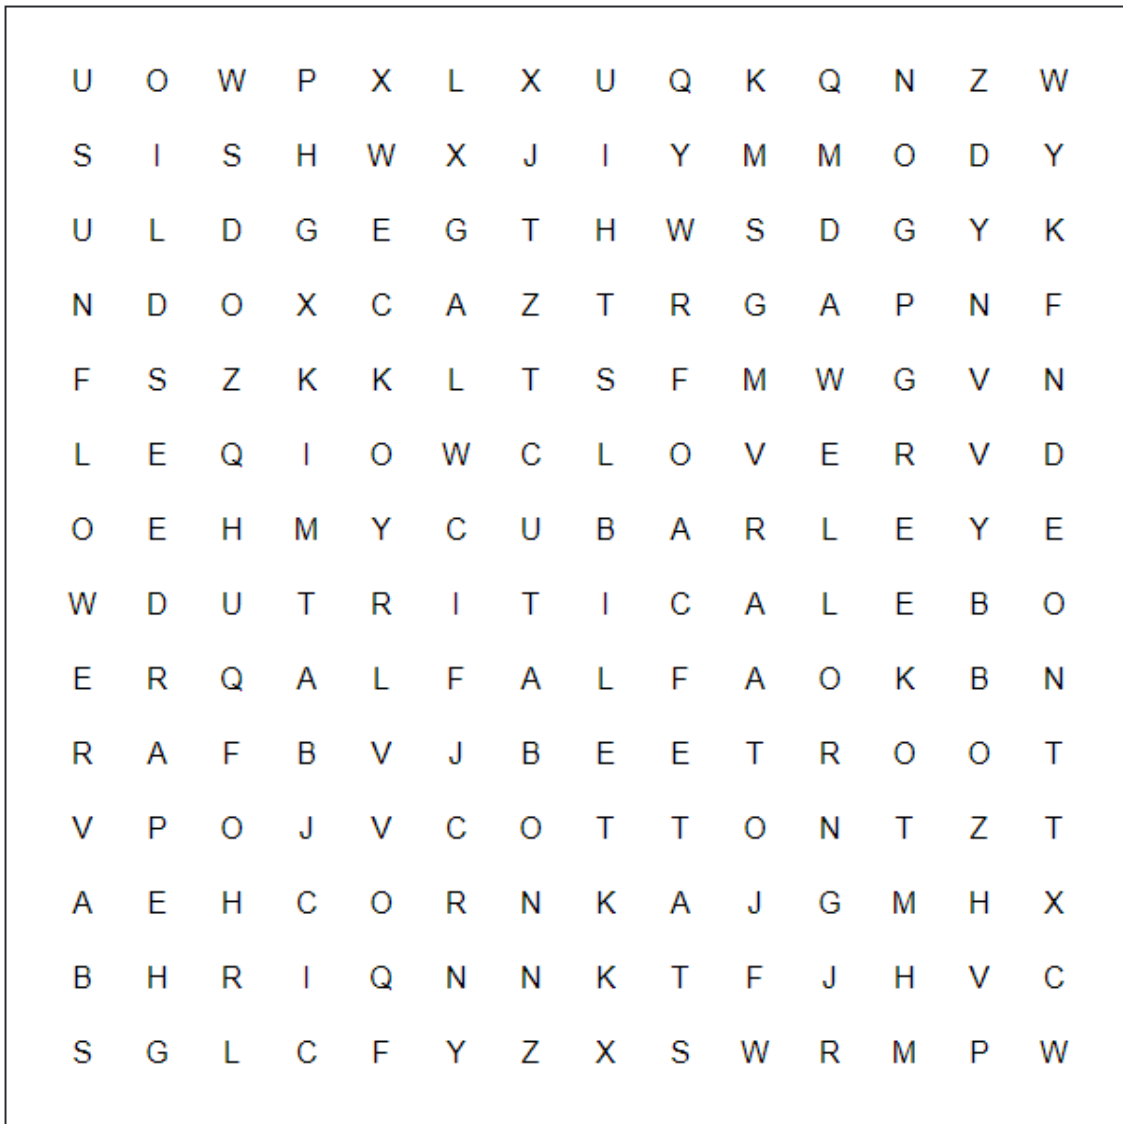 U O W P X L X U Q K Q N Z W
S I S H W X J I Y M M O D Y
U L D G E G T H W S D G Y K
N D O X C A Z T R G A P N F
F S Z K K L T S F M W G V N
L E Q I O W C L O V E R V D
O E H M Y C U B A R L E Y E
W D U T R I T I C A L E B O
E R Q A L F A L F A O K B N
R A F B V J B E E T R O O T
V P O J V C O T T O N T Z T
A E H C O R N K A J G M H X
B H R I Q N N K T F J H V C
S G L C F Y Z X S W R M P W